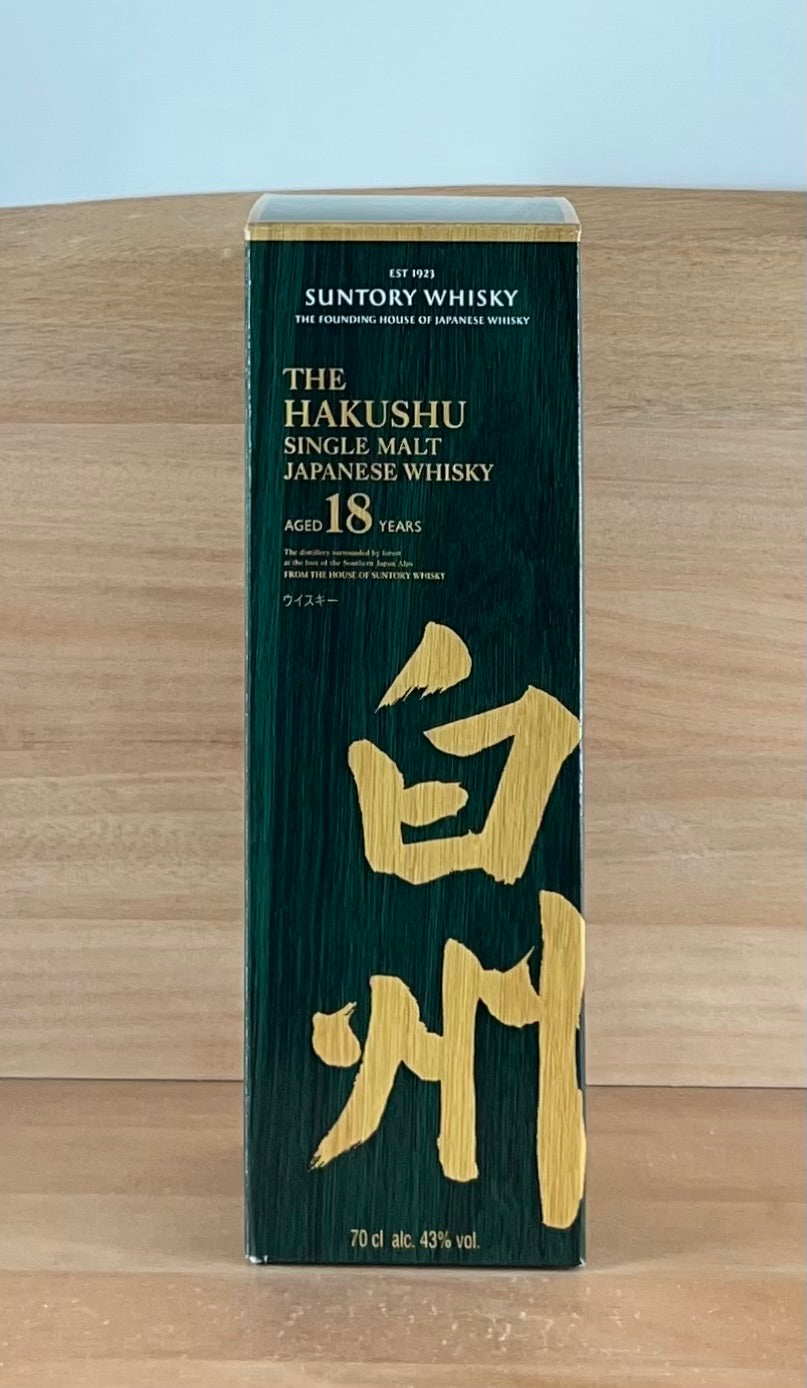 EST 1923
SUNTORY WHISKY
THE FOUNDING HOUSE OF JAPANESE WHISKY
THE
HAKUSHU
SINGLE MALT
JAPANESE WHISKY
AGED 18 YEARS
The distillery surrounded by forest
at the foot of the Southern Japan Alps
FROM THE HOUSE OF SUNTORY WHISKY
ウイスキー
白州
70 cl alc. 43% vol.